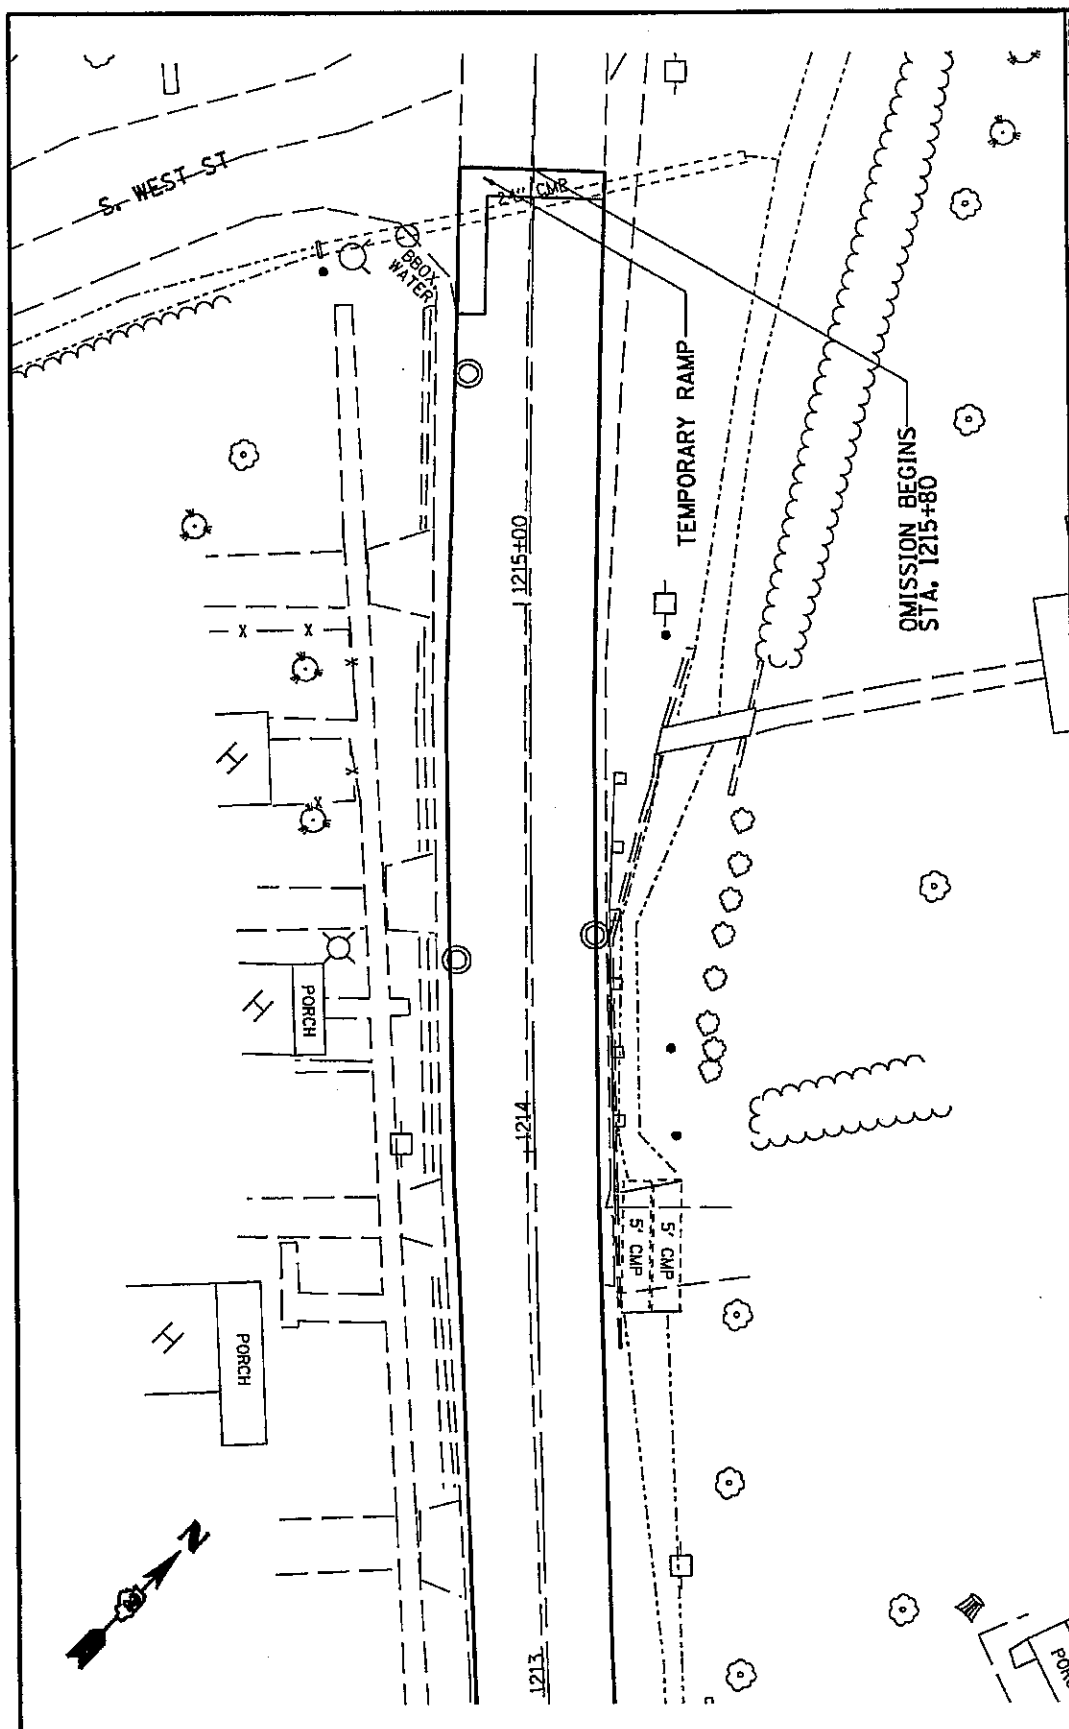 S. WEST ST
24" CMP
BBOX
WATER
TEMPORARY RAMP
OMISSION BEGINS
STA. 1215+80
1215+00
X X
X
X
X
H
H
PORCH
1214
5' CMP
5' CMP
H
PORCH
N
1213